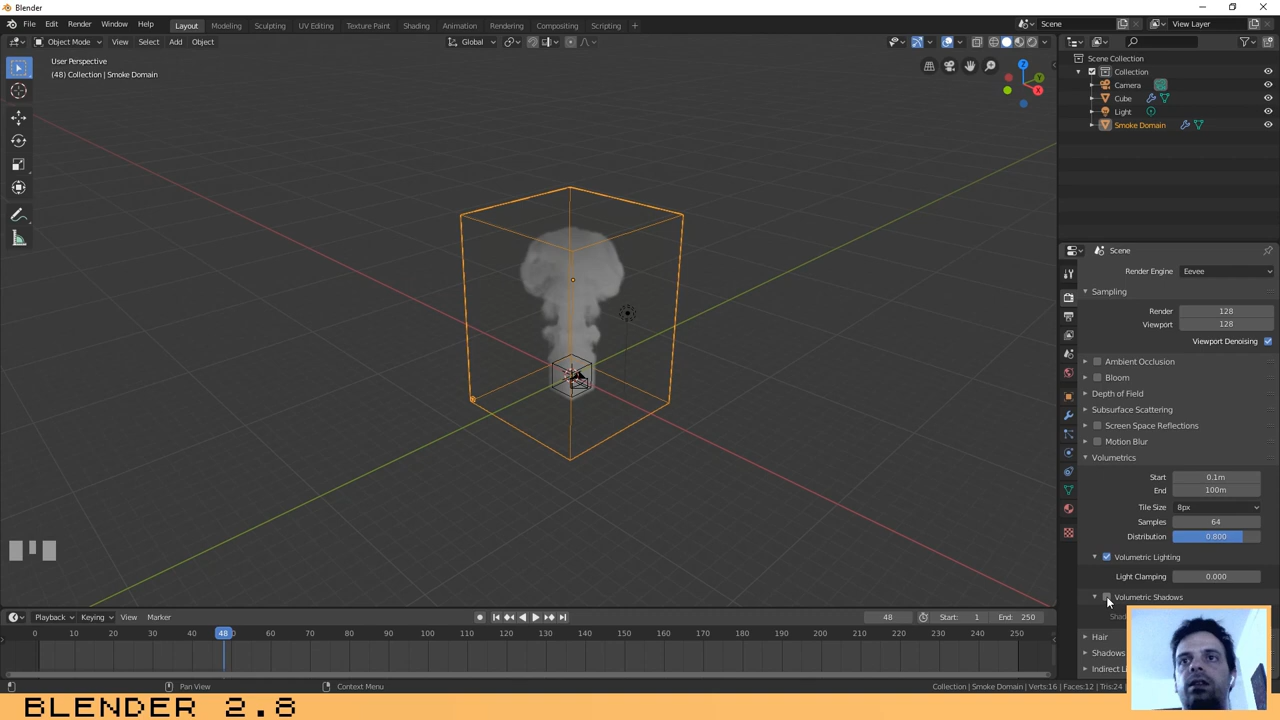 Blender
File Edit Render Window Help Layout Modeling Sculpting UV Editing Texture Paint Shading Animation Rendering Compositing Scripting + Scene View Layer
Object Mode View Select Add Object Global
User Perspective
(48) Collection | Smoke Domain
Z
Y
X
Scene Collection
Collection
Camera
Cube
Light
Smoke Domain
Scene
Render Engine Eevee
Sampling
Render 128
Viewport 128
Viewport Denoising
Ambient Occlusion
Bloom
Depth of Field
Subsurface Scattering
Screen Space Reflections
Motion Blur
Volumetrics
Start 0.1m
End 100m
Tile Size 8px
Samples 64
Distribution 0.800
Volumetric Lighting
Light Clamping 0.000
Volumetric Shadows
Hair
Shadows
Indirect Li
Playback Keying View Marker 48 Start: 1 End: 250
0 10 20 30 40 48 50 60 70 80 90 100 110 120 130 140 150 160 170 180 190 200 210 220 230 240 250
Pan View Context Menu Collection | Smoke Domain | Verts:16 | Faces:12 | Tris:24
BLENDER 2.8